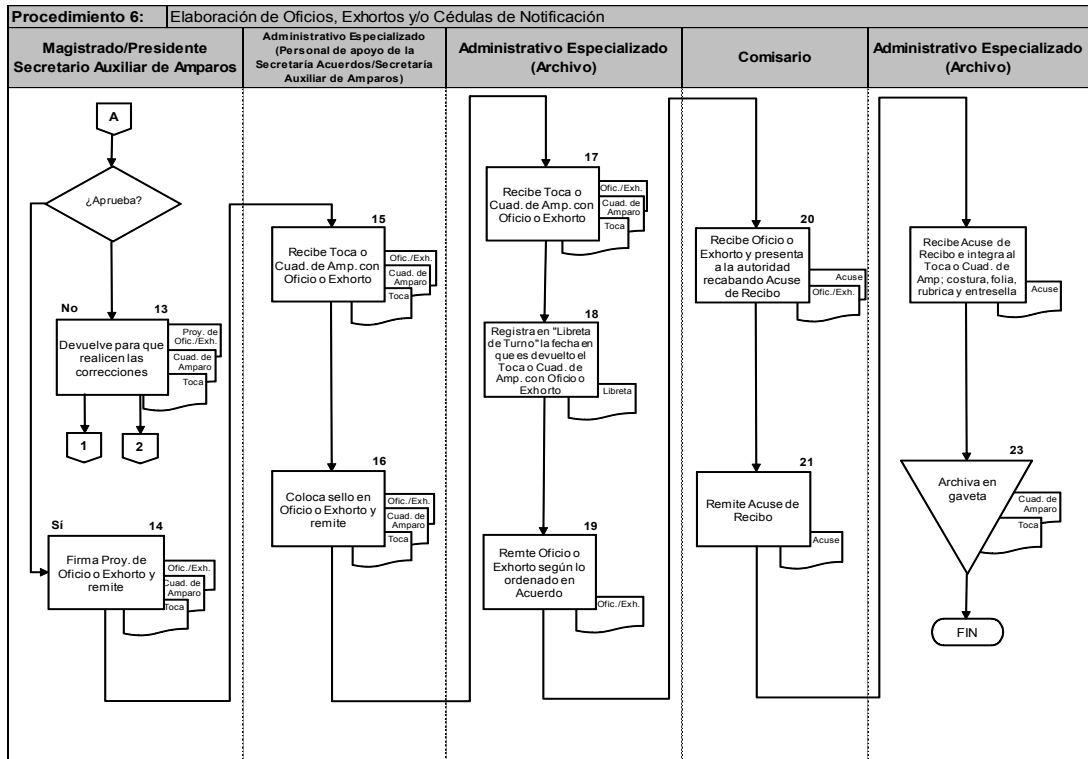 Procedimiento 6: Elaboración de Oficios, Exhortos y/o Cédulas de Notificación
Magistrado/Presidente
Secretario Auxiliar de Amparos
Administrativo Especializado
(Personal de apoyo de la
Secretaría Acuerdos/Secretaría
Auxiliar de Amparos)
Administrativo Especializado
(Archivo)
Comisario
Administrativo Especializado
(Archivo)
A
¿Aprueba?
No
13
Devuelve para que
realicen las
correcciones
Proy. de
Ofic./Exh.
Cuad. de
Amparo
Toca
1
2
Sí
14
Firma Proy. de
Oficio o Exhorto y
remite
Ofic./Exh.
Cuad. de
Amparo
Toca
15
Recibe Toca o
Cuad. de Amp. con
Oficio o Exhorto
Ofic./Exh.
Cuad. de
Amparo
Toca
16
Coloca sello en
Oficio o Exhorto y
remite
Ofic./Exh.
Cuad. de
Amparo
Toca
17
Recibe Toca o
Cuad. de Amp. con
Oficio o Exhorto
Ofic./Exh.
Cuad. de
Amparo
Toca
18
Registra en "Libreta
de Turno" la fecha en
que es devuelto el
Toca o Cuad. de
Amp. con Oficio o
Exhorto
Libreta
19
Remte Oficio o
Exhorto según lo
ordenado en
Acuerdo
Ofic./Exh.
20
Recibe Oficio o
Exhorto y presenta
a la autoridad
recabando Acuse
de Recibo
Acuse
Ofic./Exh.
21
Remite Acuse de
Recibo
Acuse
22
Recibe Acuse de
Recibo e integra al
Toca o Cuad. de
Amp; costura, folia,
rubrica y entresella
Acuse
23
Archiva en
gaveta
Cuad. de
Amparo
Toca
FIN